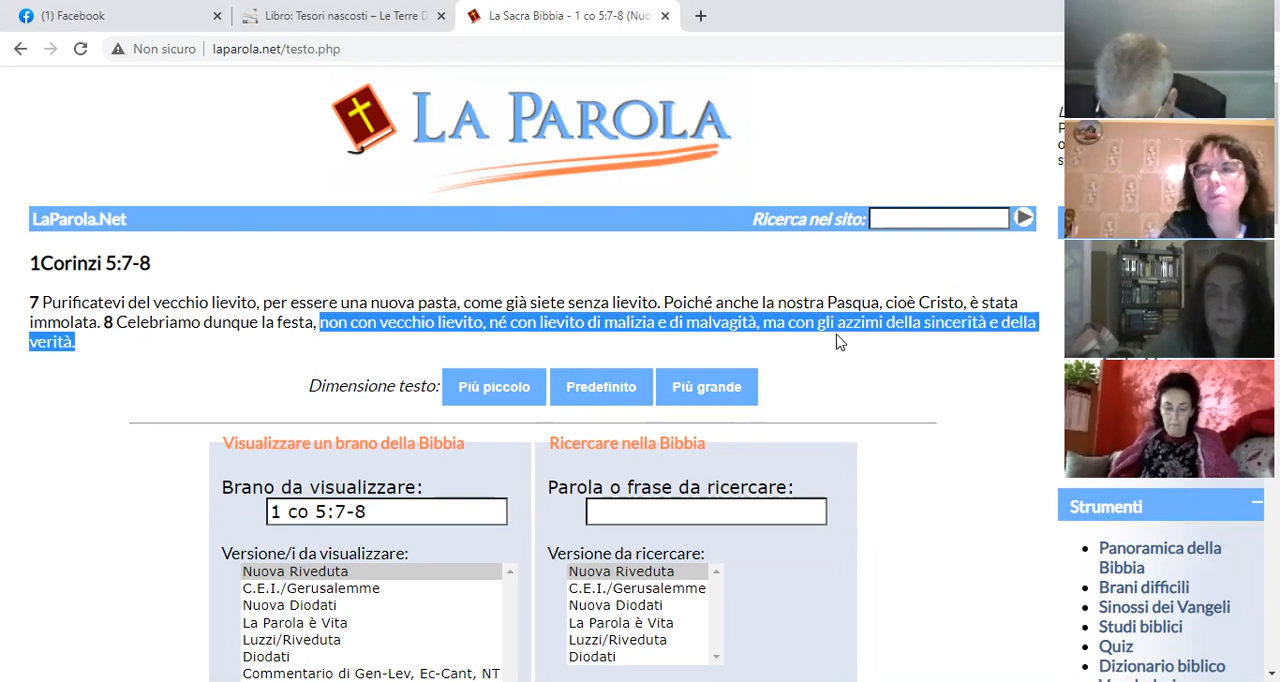 (1) Facebook
Libro: Tesori nascosti – Le Terre D
La Sacra Bibbia - 1 co 5:7-8 (Nuo
Non sicuro
laparola.net/testo.php
LA PAROLA
LaParola.Net
Ricerca nel sito:
1Corinzi 5:7-8
7 Purificatevi del vecchio lievito, per essere una nuova pasta, come già siete senza lievito. Poiché anche la nostra Pasqua, cioè Cristo, è stata
immolata. 8 Celebriamo dunque la festa, non con vecchio lievito, né con lievito di malizia e di malvagità, ma con gli azzimi della sincerità e della
verità.
Dimensione testo: Più piccolo Predefinito Più grande
Visualizzare un brano della Bibbia
Brano da visualizzare:
1 co 5:7-8
Versione/i da visualizzare:
Nuova Riveduta
C.E.I./Gerusalemme
Nuova Diodati
La Parola è Vita
Luzzi/Riveduta
Diodati
Commentario di Gen-Lev, Ec-Cant, NT
Ricercare nella Bibbia
Parola o frase da ricercare:
Versione da ricercare:
Nuova Riveduta
C.E.I./Gerusalemme
Nuova Diodati
La Parola è Vita
Luzzi/Riveduta
Diodati
Strumenti
Panoramica della
Bibbia
Brani difficili
Sinossi dei Vangeli
Studi biblici
Quiz
Dizionario biblico